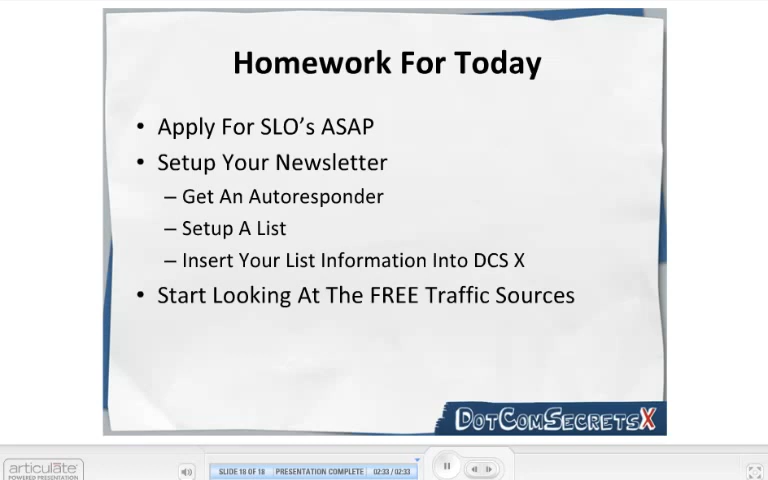 Homework For Today
• Apply For SLO's ASAP
• Setup Your Newsletter
– Get An Autoresponder
– Setup A List
– Insert Your List Information Into DCS X
• Start Looking At The FREE Traffic Sources
DotComSecretsX
articulate
POWERED PRESENTATION
SLIDE 18 OF 18 PRESENTATION COMPLETE 02:33 / 02:33